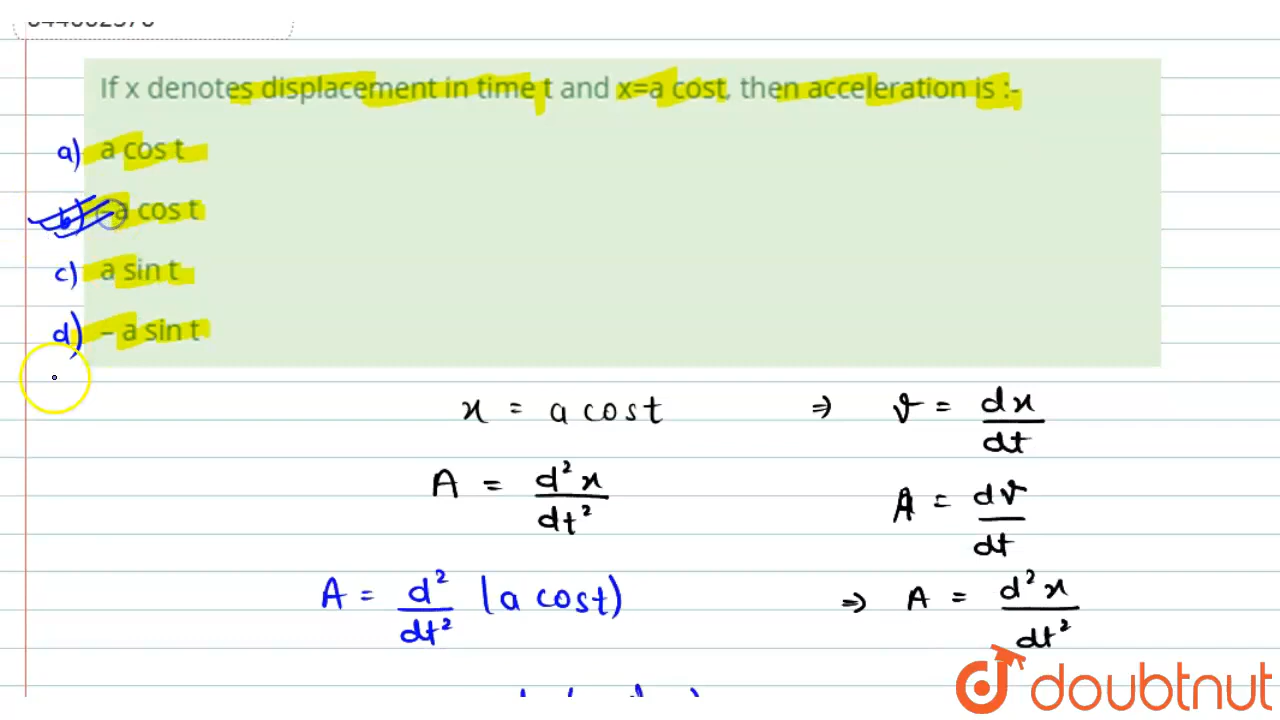 If x denotes displacement in time t and x=a cost, then acceleration is :-
a) a cos t
b) –a cos t
c) a sin t
d) – a sin t
x = a cost ⇒ v = dx/dt
A = d²x/dt² A = dv/dt
A = d²/dt² (a cost) ⇒ A = d²x/dt²
doubtnut